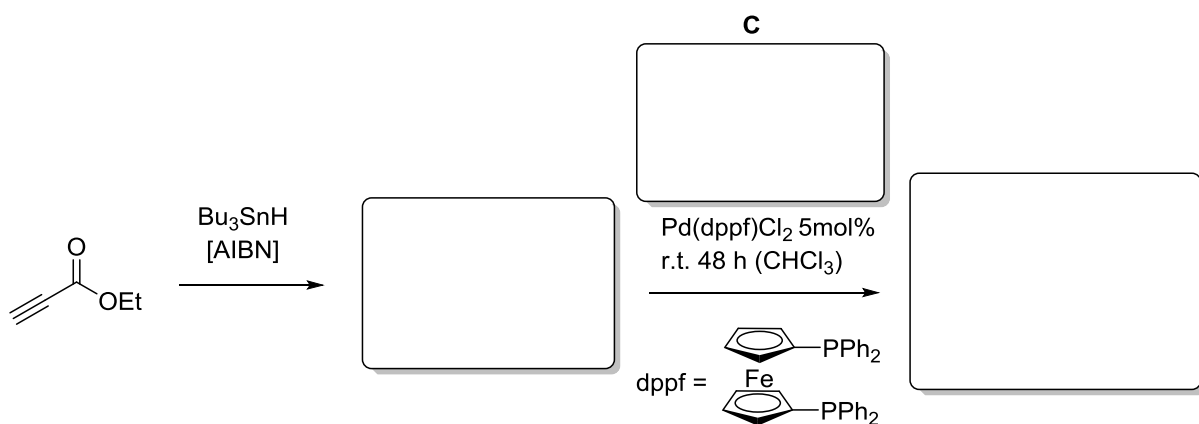 C
Bu₃SnH
[AIBN]
O
OEt
Pd(dppf)Cl₂ 5mol%
r.t. 48 h (CHCl₃)
dppf =
PPh₂
Fe
PPh₂